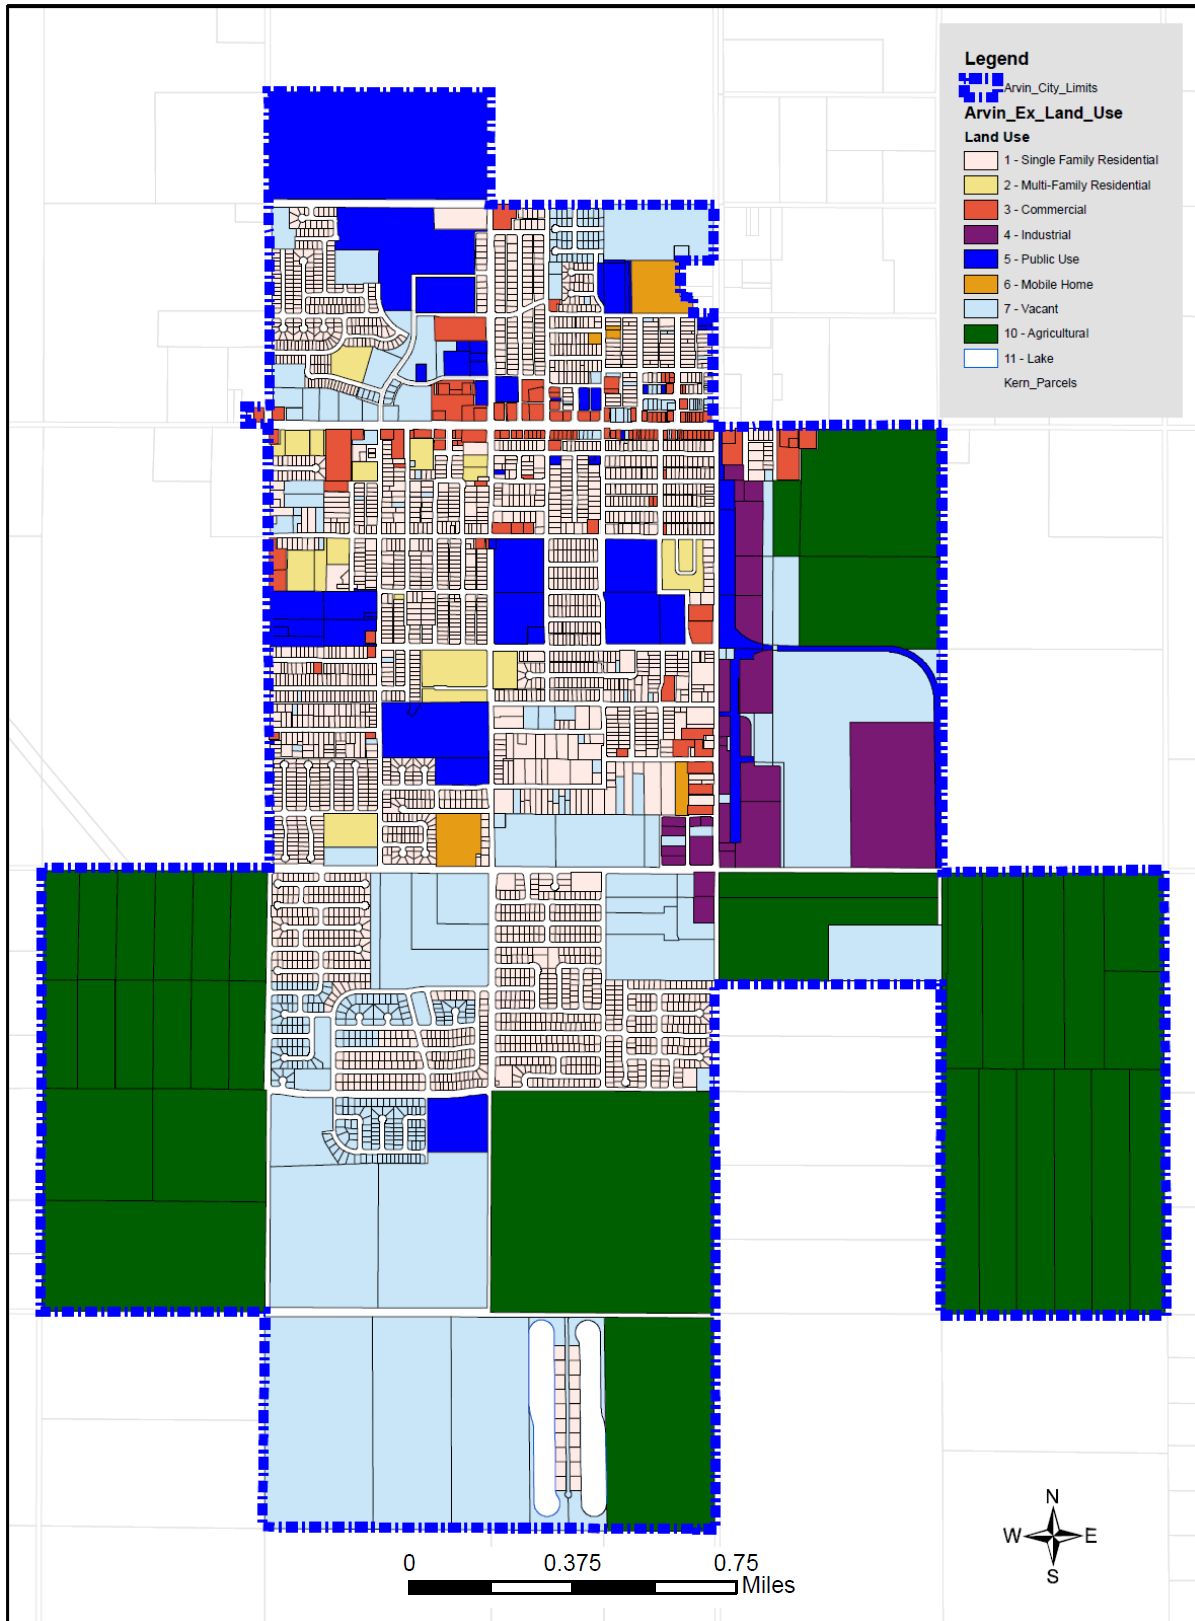 Legend
Arvin_City_Limits
Arvin_Ex_Land_Use
Land Use
1 - Single Family Residential
2 - Multi-Family Residential
3 - Commercial
4 - Industrial
5 - Public Use
6 - Mobile Home
7 - Vacant
10 - Agricultural
11 - Lake
Kern_Parcels
N
W E
S
0 0.375 0.75
Miles